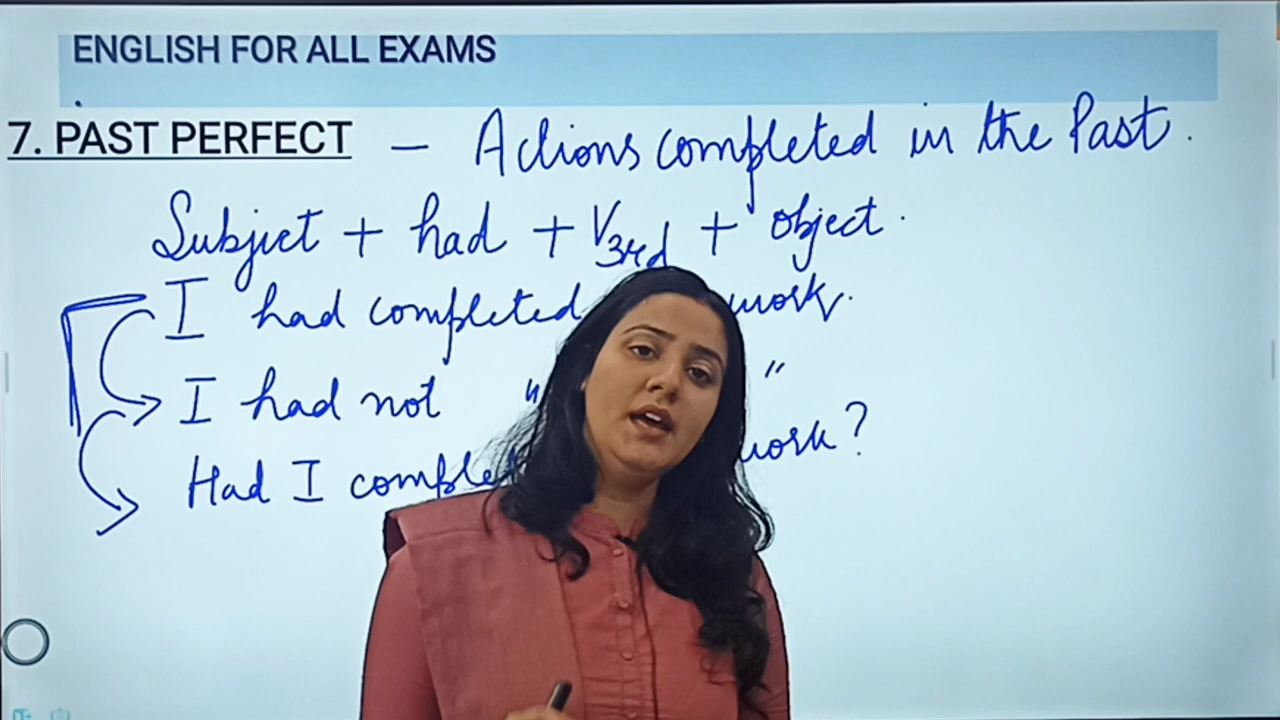 ENGLISH FOR ALL EXAMS
7. PAST PERFECT – Actions completed in the Past.
Subject + had + V3rd + object.
I had completed work.
I had not " "
Had I work?